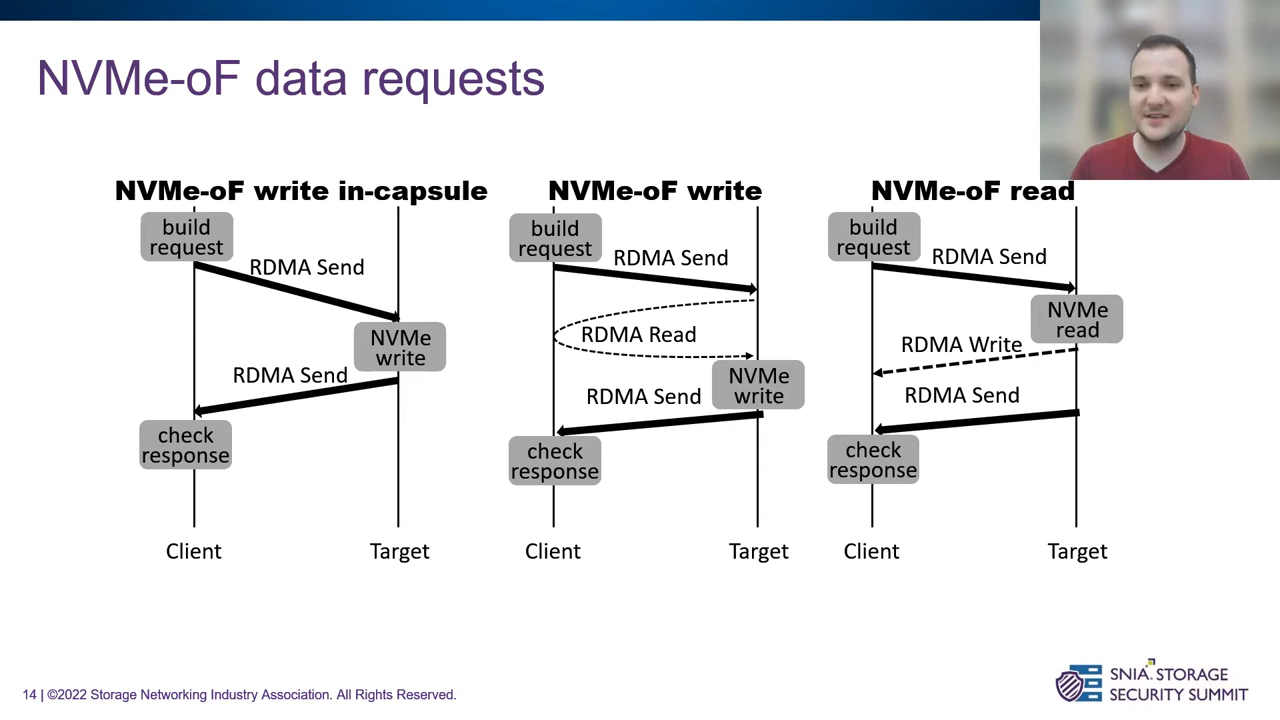 NVMe-oF data requests
NVMe-oF write in-capsule
build
request
RDMA Send
NVMe
write
RDMA Send
check
response
Client
Target
NVMe-oF write
build
request
RDMA Send
RDMA Read
NVMe
write
RDMA Send
check
response
Client
Target
NVMe-oF read
build
request
RDMA Send
NVMe
read
RDMA Write
RDMA Send
check
response
Client
Target
14 | ©2022 Storage Networking Industry Association. All Rights Reserved.
SNIA. STORAGE
SECURITY SUMMIT